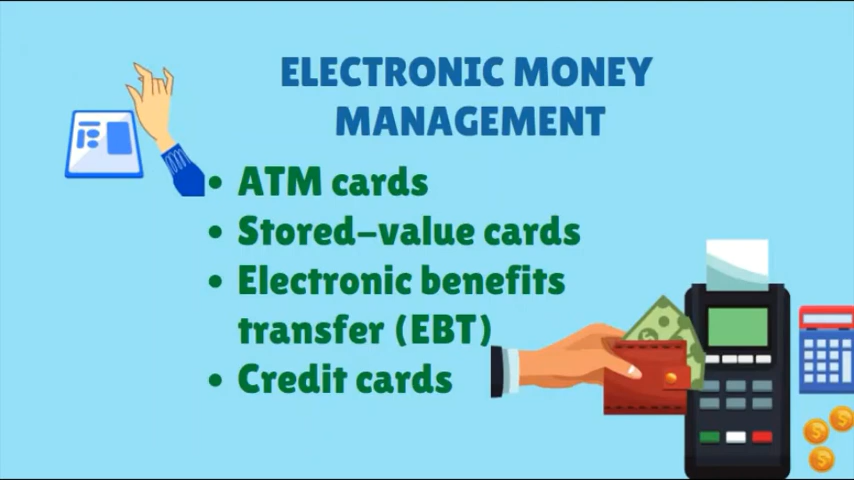 ELECTRONIC MONEY
MANAGEMENT
• ATM cards
• Stored-value cards
• Electronic benefits
transfer (EBT)
• Credit cards